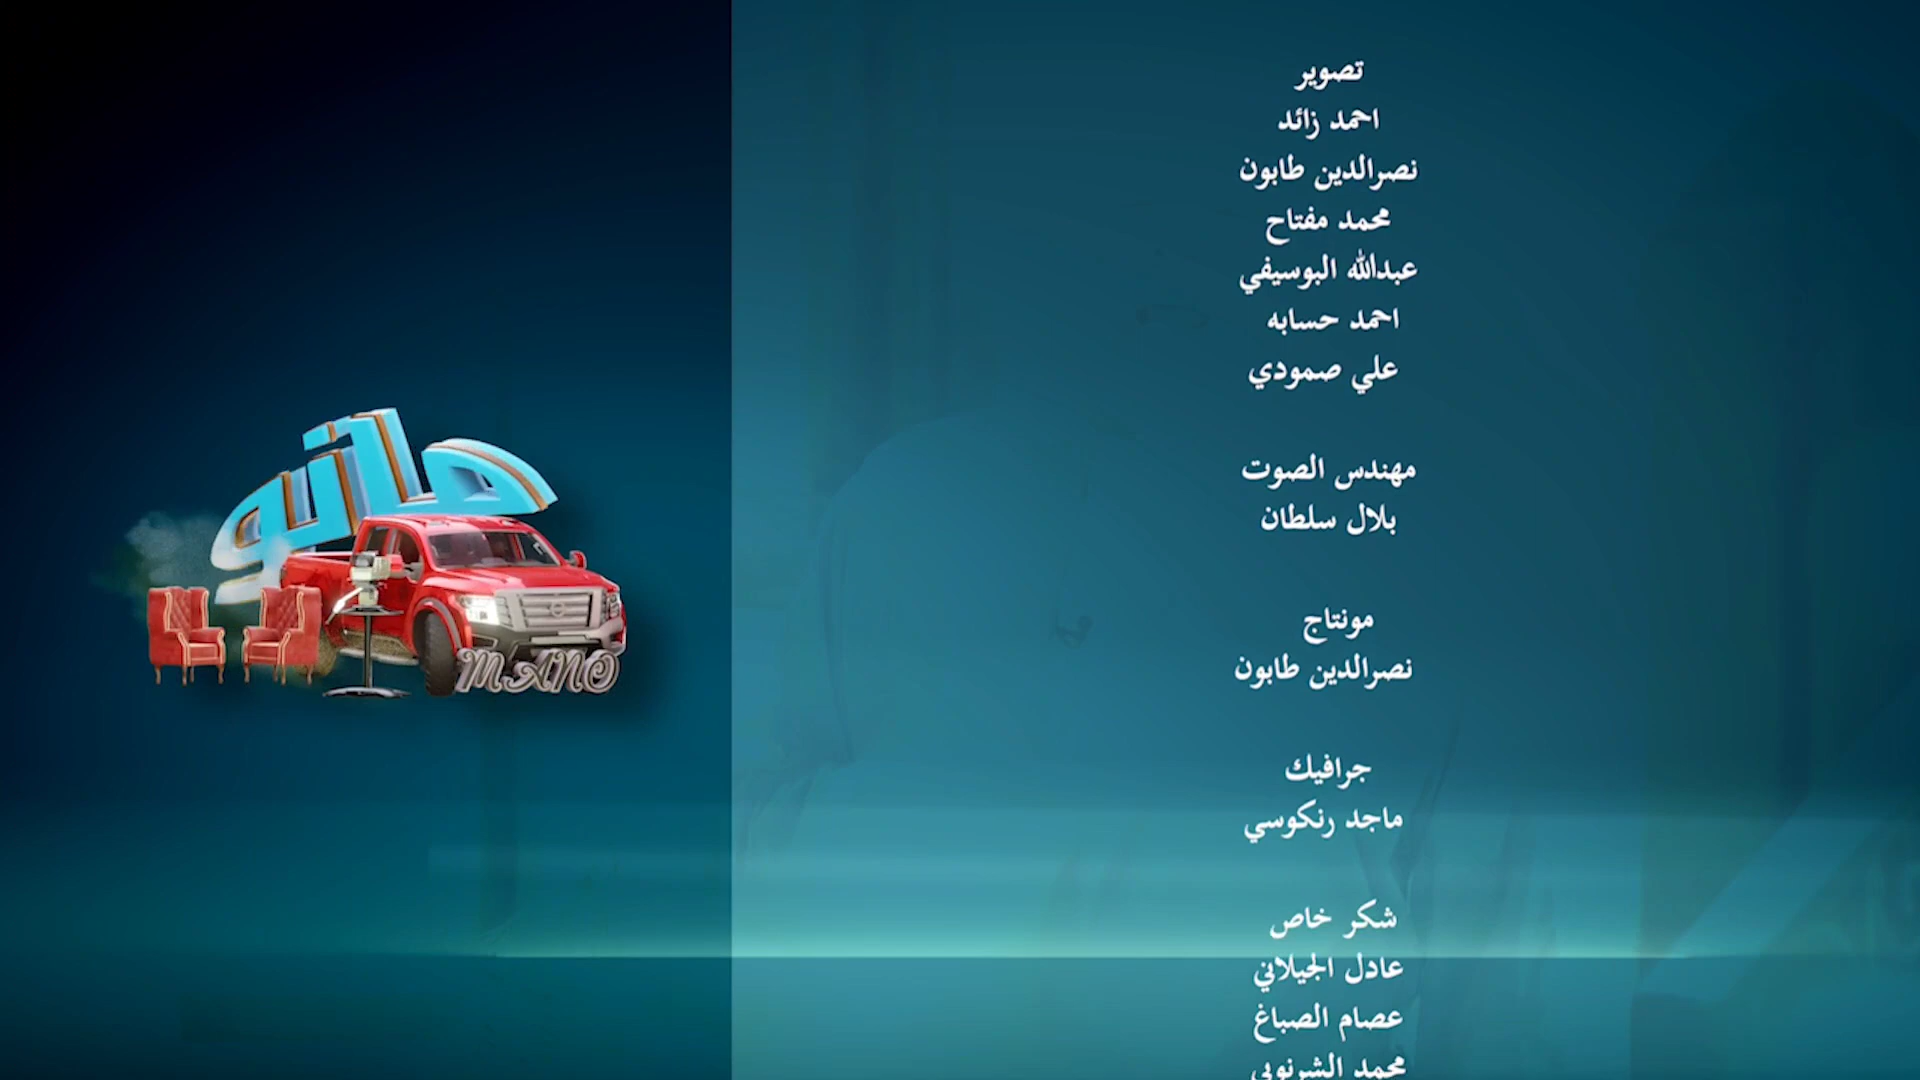 مانو
MANO
تصوير
احمد زائد
نصرالدين طابون
محمد مفتاح
عبدالله البوسيفي
احمد حسابه
علي صمودي
مهندس الصوت
بلال سلطان
مونتاج
نصرالدين طابون
جرافيك
ماجد رنكوسي
شكر خاص
عادل الجيلاني
عصام الصباغ
محمد الشرنوبي